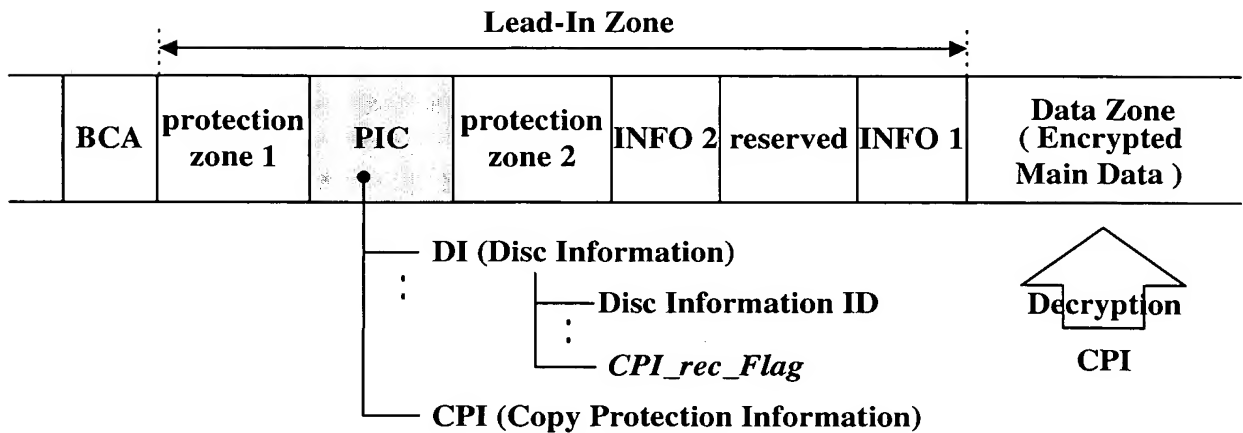 Lead-In Zone
BCA
protection
zone 1
PIC
protection
zone 2
INFO 2
reserved
INFO 1
Data Zone
( Encrypted
Main Data )
DI (Disc Information)
Disc Information ID
CPI_rec_Flag
CPI (Copy Protection Information)
Decryption
CPI